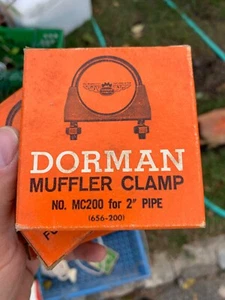 DORMAN
MUFFLER CLAMP
NO. MC200 for 2" PIPE
(656-200)